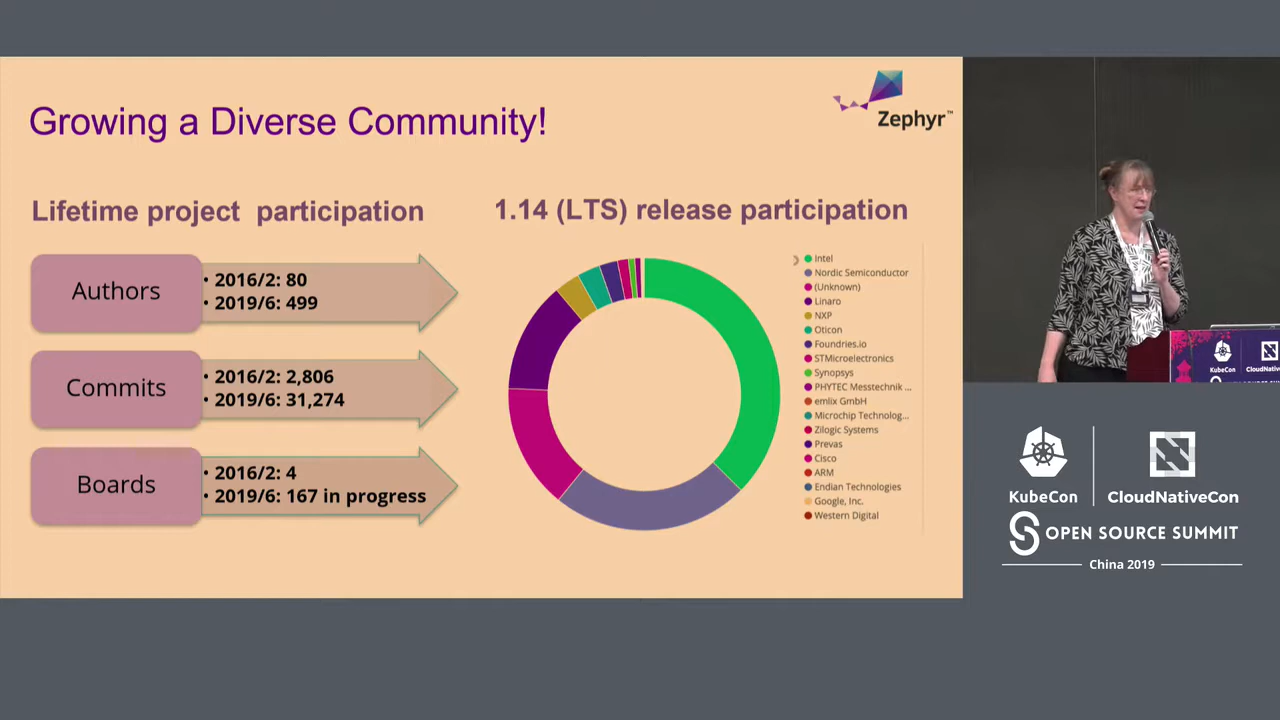 Growing a Diverse Community!
Zephyr™
Lifetime project participation
Authors
• 2016/2: 80
• 2019/6: 499
Commits
• 2016/2: 2,806
• 2019/6: 31,274
Boards
• 2016/2: 4
• 2019/6: 167 in progress
1.14 (LTS) release participation
Intel
Nordic Semiconductor
(Unknown)
Linaro
NXP
Oticon
Foundries.io
STMicroelectronics
Synopsys
PHYTEC Messtechnik ...
emlix GmbH
Microchip Technolog...
Zilogic Systems
Prevas
Cisco
ARM
Endian Technologies
Google, Inc.
Western Digital
KubeCon
KubeCon
CloudNativeCon
OPEN SOURCE SUMMIT
China 2019